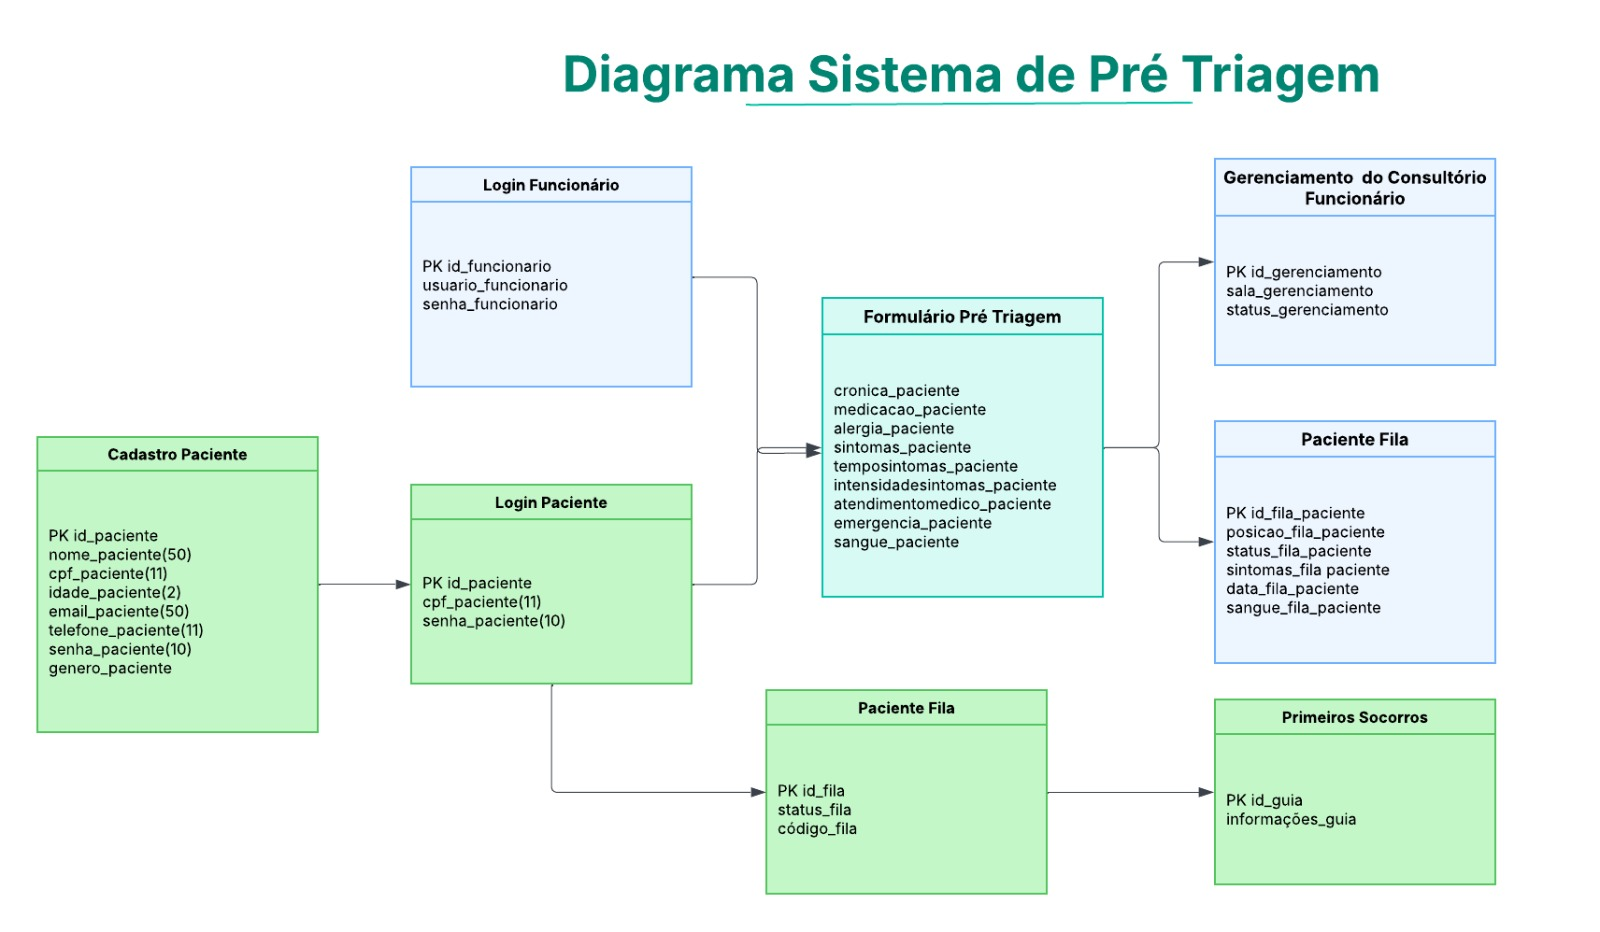 Diagrama Sistema de Pré Triagem
Login Funcionário
PK id_funcionario
usuario_funcionario
senha_funcionario
Gerenciamento  do Consultório
Funcionário
PK id_gerenciamento
sala_gerenciamento
status_gerenciamento
Formulário Pré Triagem
cronica_paciente
medicacao_paciente
alergia_paciente
sintomas_paciente
temposintomas_paciente
intensidadesintomas_paciente
atendimentomedico_paciente
emergencia_paciente
sangue_paciente
Cadastro Paciente
PK id_paciente
nome_paciente(50)
cpf_paciente(11)
idade_paciente(2)
email_paciente(50)
telefone_paciente(11)
senha_paciente(10)
genero_paciente
Login Paciente
PK id_paciente
cpf_paciente(11)
senha_paciente(10)
Paciente Fila
PK id_fila_paciente
posicao_fila_paciente
status_fila_paciente
sintomas_fila paciente
data_fila_paciente
sangue_fila_paciente
Paciente Fila
PK id_fila
status_fila
código_fila
Primeiros Socorros
PK id_guia
informações_guia